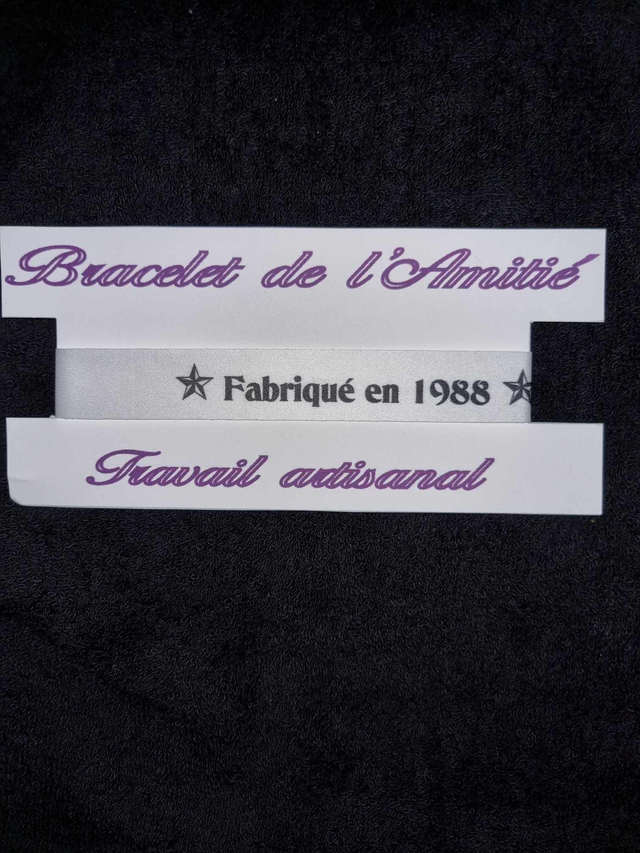 Bracelet de l'Amitié
★ Fabriqué en 1988 ★
Travail artisanal